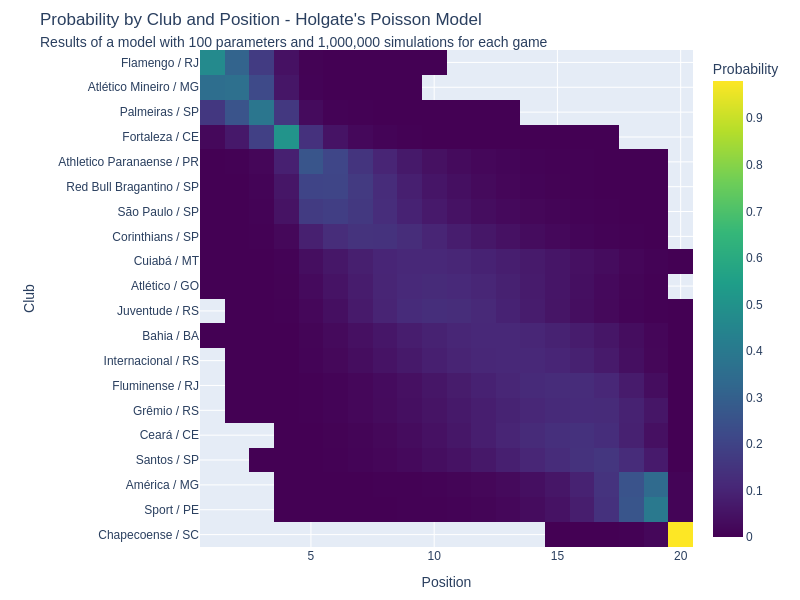 Probability by Club and Position - Holgate's Poisson Model
Results of a model with 100 parameters and 1,000,000 simulations for each game
Probability
Club
Flamengo / RJ
Atlético Mineiro / MG
Palmeiras / SP
Fortaleza / CE
Athletico Paranaense / PR
Red Bull Bragantino / SP
São Paulo / SP
Corinthians / SP
Cuiabá / MT
Atlético / GO
Juventude / RS
Bahia / BA
Internacional / RS
Fluminense / RJ
Grêmio / RS
Ceará / CE
Santos / SP
América / MG
Sport / PE
Chapecoense / SC
0.9
0.8
0.7
0.6
0.5
0.4
0.3
0.2
0.1
0
5
10
15
20
Position